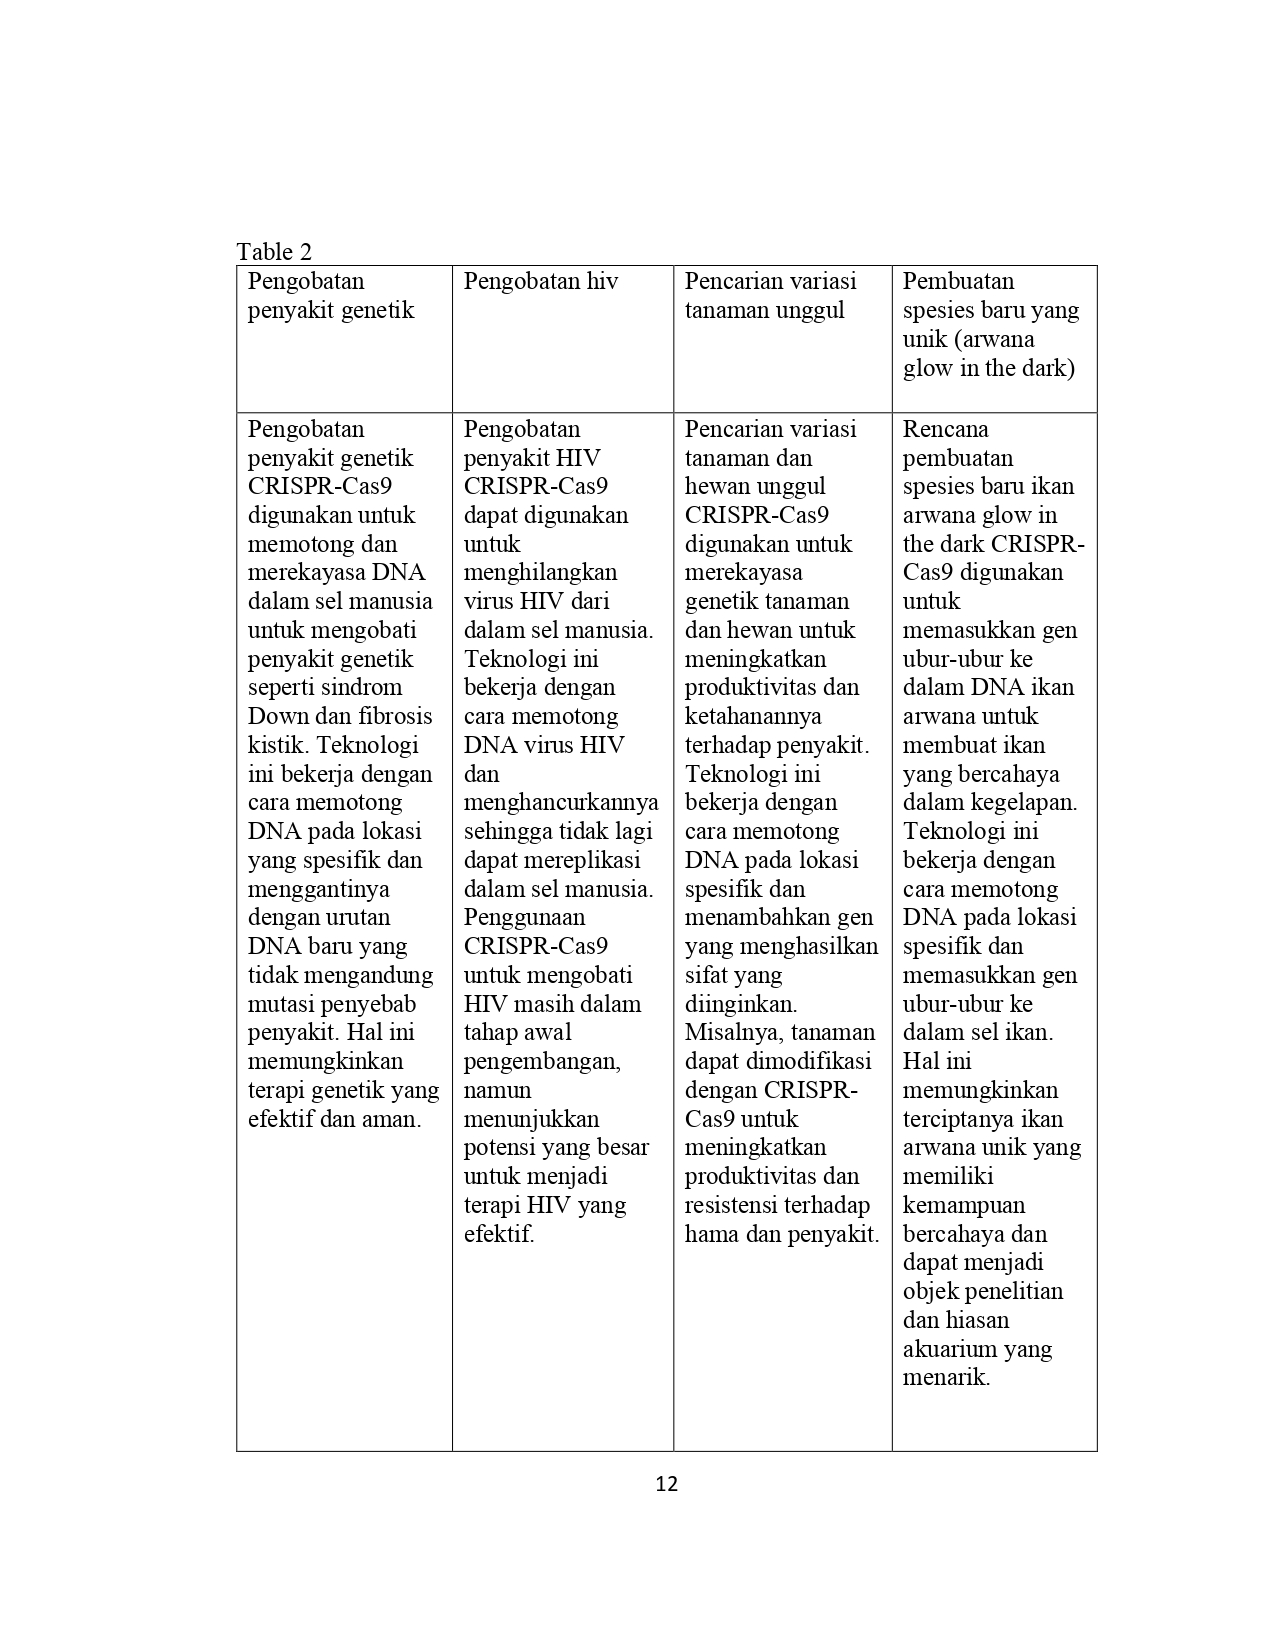 Table 2
Pengobatan
penyakit genetik
Pengobatan hiv
Pencarian variasi
tanaman unggul
Pembuatan
spesies baru yang
unik (arwana
glow in the dark)
Pengobatan
penyakit genetik
CRISPR-Cas9
digunakan untuk
memotong dan
merekayasa DNA
dalam sel manusia
untuk mengobati
penyakit genetik
seperti sindrom
Down dan fibrosis
kistik. Teknologi
ini bekerja dengan
cara memotong
DNA pada lokasi
yang spesifik dan
menggantinya
dengan urutan
DNA baru yang
tidak mengandung
mutasi penyebab
penyakit. Hal ini
memungkinkan
terapi genetik yang
efektif dan aman.
Pengobatan
penyakit HIV
CRISPR-Cas9
dapat digunakan
untuk
menghilangkan
virus HIV dari
dalam sel manusia.
Teknologi ini
bekerja dengan
cara memotong
DNA virus HIV
dan
menghancurkannya
sehingga tidak lagi
dapat mereplikasi
dalam sel manusia.
Penggunaan
CRISPR-Cas9
untuk mengobati
HIV masih dalam
tahap awal
pengembangan,
namun
menunjukkan
potensi yang besar
untuk menjadi
terapi HIV yang
efektif.
Pencarian variasi
tanaman dan
hewan unggul
CRISPR-Cas9
digunakan untuk
merekayasa
genetik tanaman
dan hewan untuk
meningkatkan
produktivitas dan
ketahanannya
terhadap penyakit.
Teknologi ini
bekerja dengan
cara memotong
DNA pada lokasi
spesifik dan
menambahkan gen
yang menghasilkan
sifat yang
diinginkan.
Misalnya, tanaman
dapat dimodifikasi
dengan CRISPR-
Cas9 untuk
meningkatkan
produktivitas dan
resistensi terhadap
hama dan penyakit.
Rencana
pembuatan
spesies baru ikan
arwana glow in
the dark CRISPR-
Cas9 digunakan
untuk
memasukkan gen
ubur-ubur ke
dalam DNA ikan
arwana untuk
membuat ikan
yang bercahaya
dalam kegelapan.
Teknologi ini
bekerja dengan
cara memotong
DNA pada lokasi
spesifik dan
memasukkan gen
ubur-ubur ke
dalam sel ikan.
Hal ini
memungkinkan
terciptanya ikan
arwana unik yang
memiliki
kemampuan
bercahaya dan
dapat menjadi
objek penelitian
dan hiasan
akuarium yang
menarik.
12